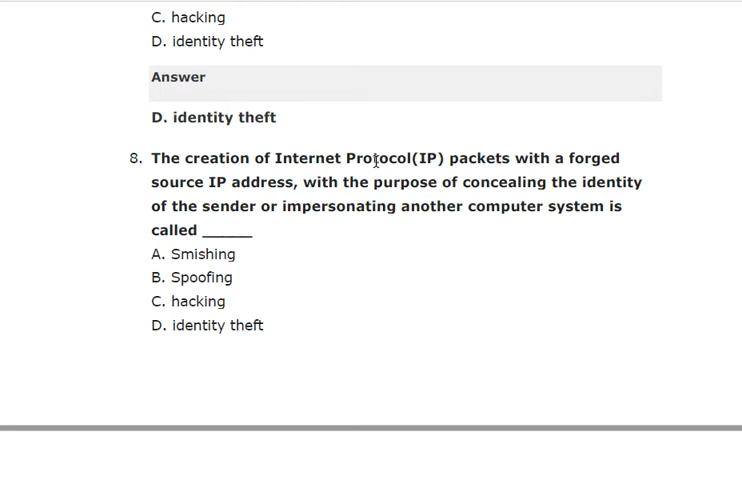 C. hacking
D. identity theft
Answer
D. identity theft
8. The creation of Internet Protocol(IP) packets with a forged
source IP address, with the purpose of concealing the identity
of the sender or impersonating another computer system is
called ______
A. Smishing
B. Spoofing
C. hacking
D. identity theft